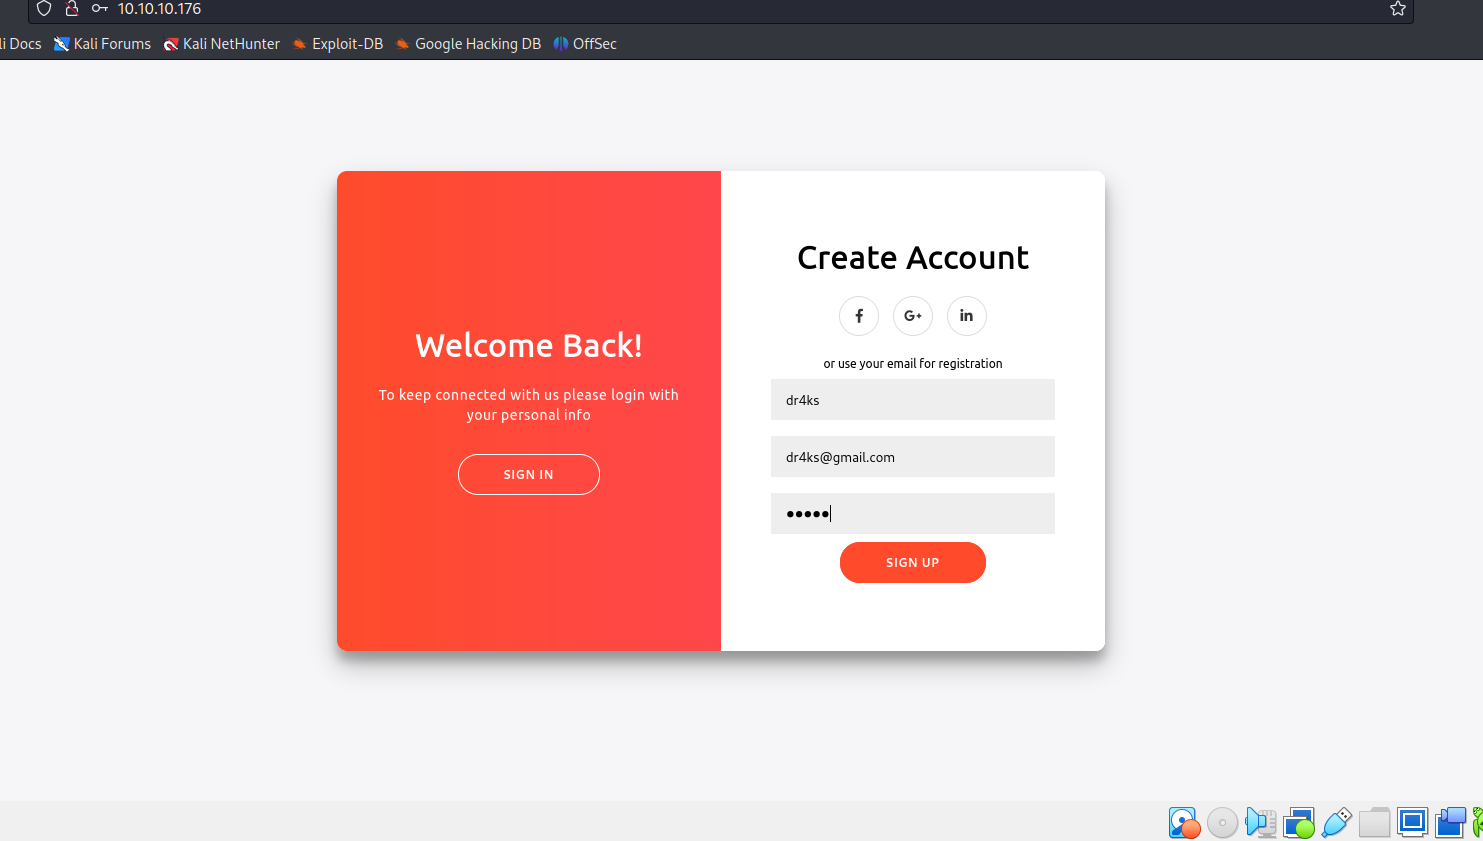 10.10.10.176
li Docs Kali Forums Kali NetHunter Exploit-DB Google Hacking DB OffSec
Welcome Back!
To keep connected with us please login with
your personal info
SIGN IN
Create Account
f G+ in
or use your email for registration
dr4ks
dr4ks@gmail.com
●●●●●
SIGN UP